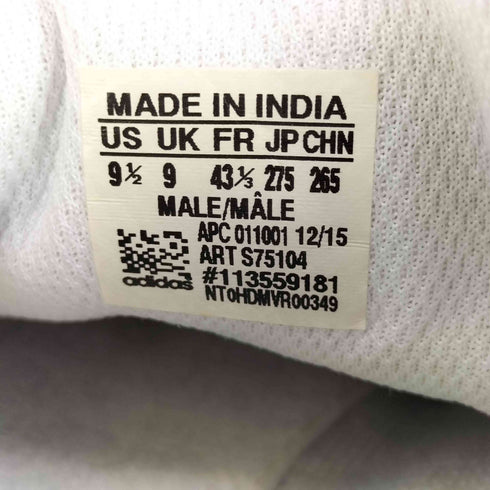 MADE IN INDIA
US UK FR JP CHN
9½ 9 43⅓ 275 265
MALE/MÂLE
APC 011001 12/15
ART S75104
#113559181
adidas
NT0HDMVR00349